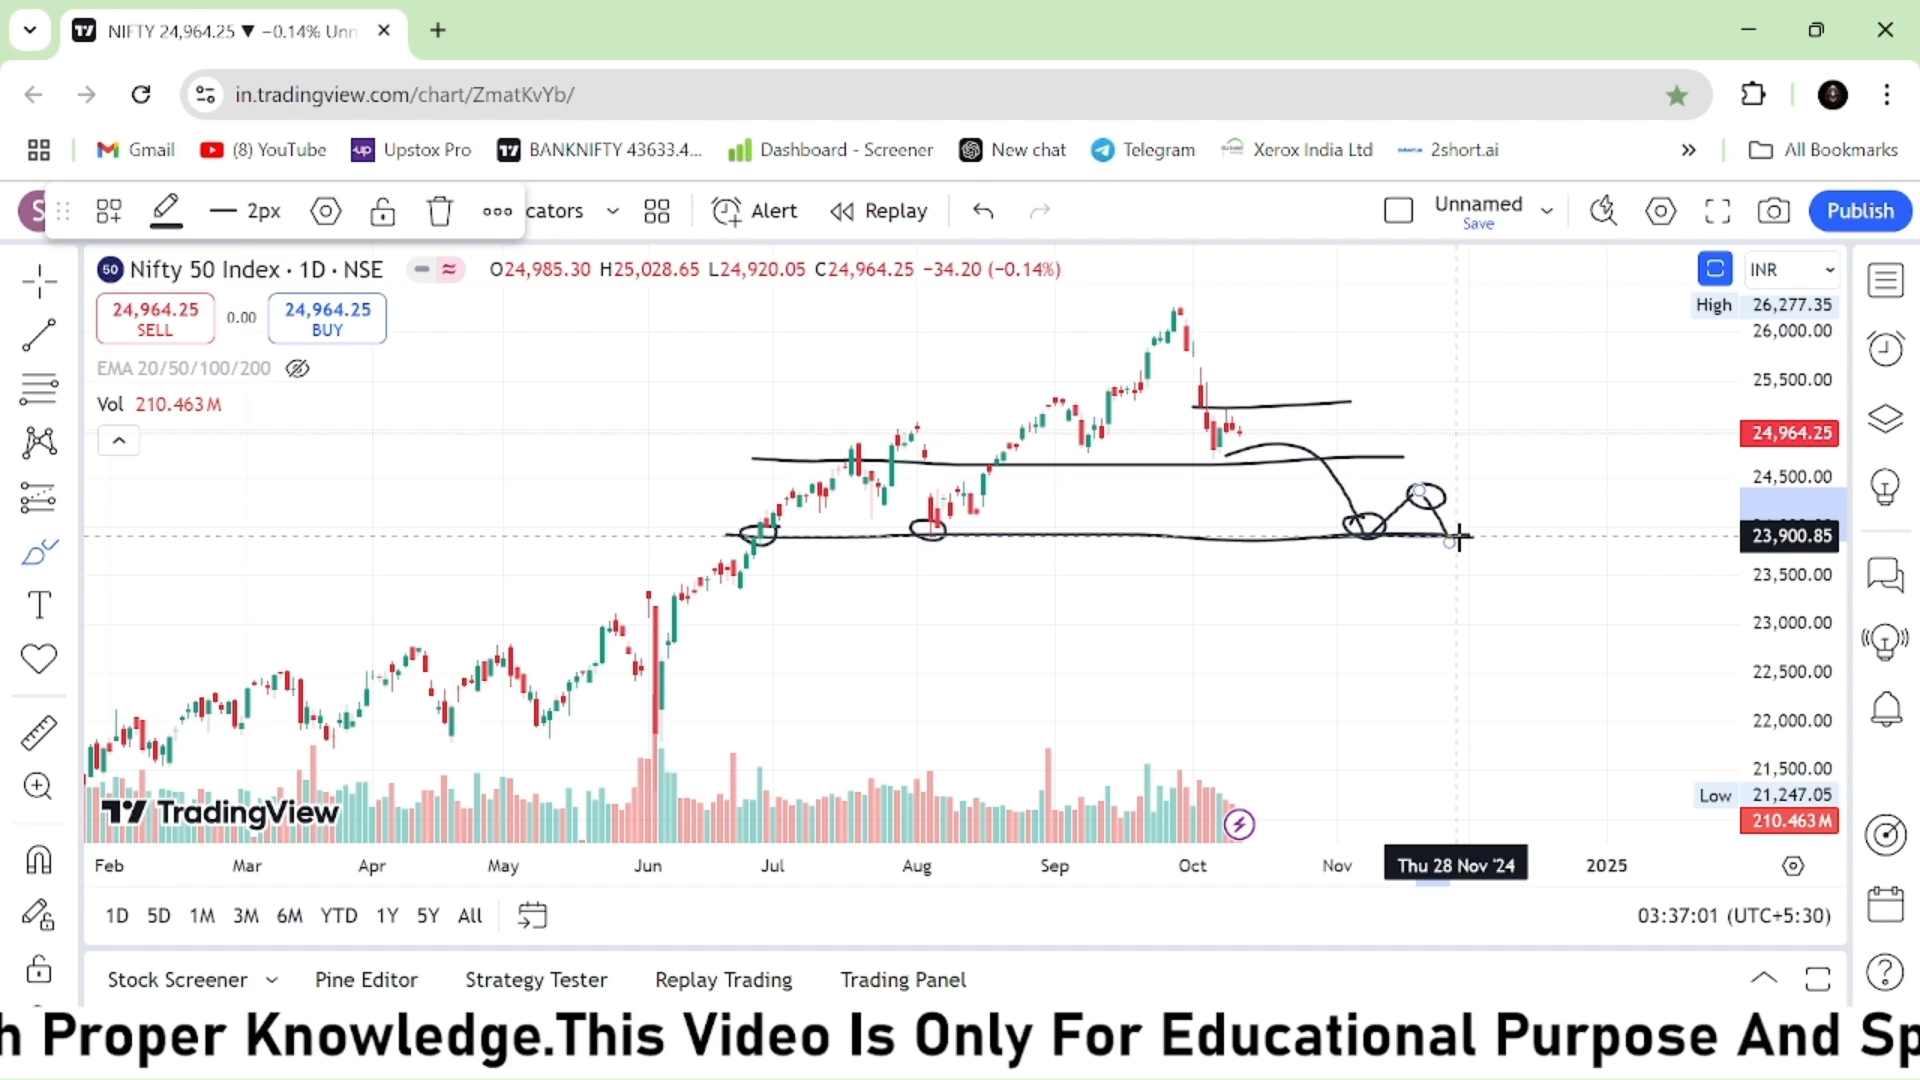 NIFTY 24,964.25 ▼ −0.14% Unn
in.tradingview.com/chart/ZmatKvYb/
Gmail (8) YouTube Upstox Pro BANKNIFTY 43633.4... Dashboard - Screener New chat Telegram Xerox India Ltd 2short.ai » All Bookmarks
S 2px cators Alert Replay Unnamed Save Publish
50 Nifty 50 Index · 1D · NSE O24,985.30 H25,028.65 L24,920.05 C24,964.25 −34.20 (−0.14%) INR
24,964.25 SELL 0.00 24,964.25 BUY
EMA 20/50/100/200
Vol 210.463M
High 26,277.35
26,000.00
25,500.00
24,964.25
24,500.00
23,900.85
23,500.00
23,000.00
22,500.00
22,000.00
21,500.00
Low 21,247.05
210.463M
TradingView
Feb Mar Apr May Jun Jul Aug Sep Oct Nov Thu 28 Nov '24 2025
1D 5D 1M 3M 6M YTD 1Y 5Y All 03:37:01 (UTC+5:30)
Stock Screener Pine Editor Strategy Tester Replay Trading Trading Panel
h Proper Knowledge.This Video Is Only For Educational Purpose And Sp